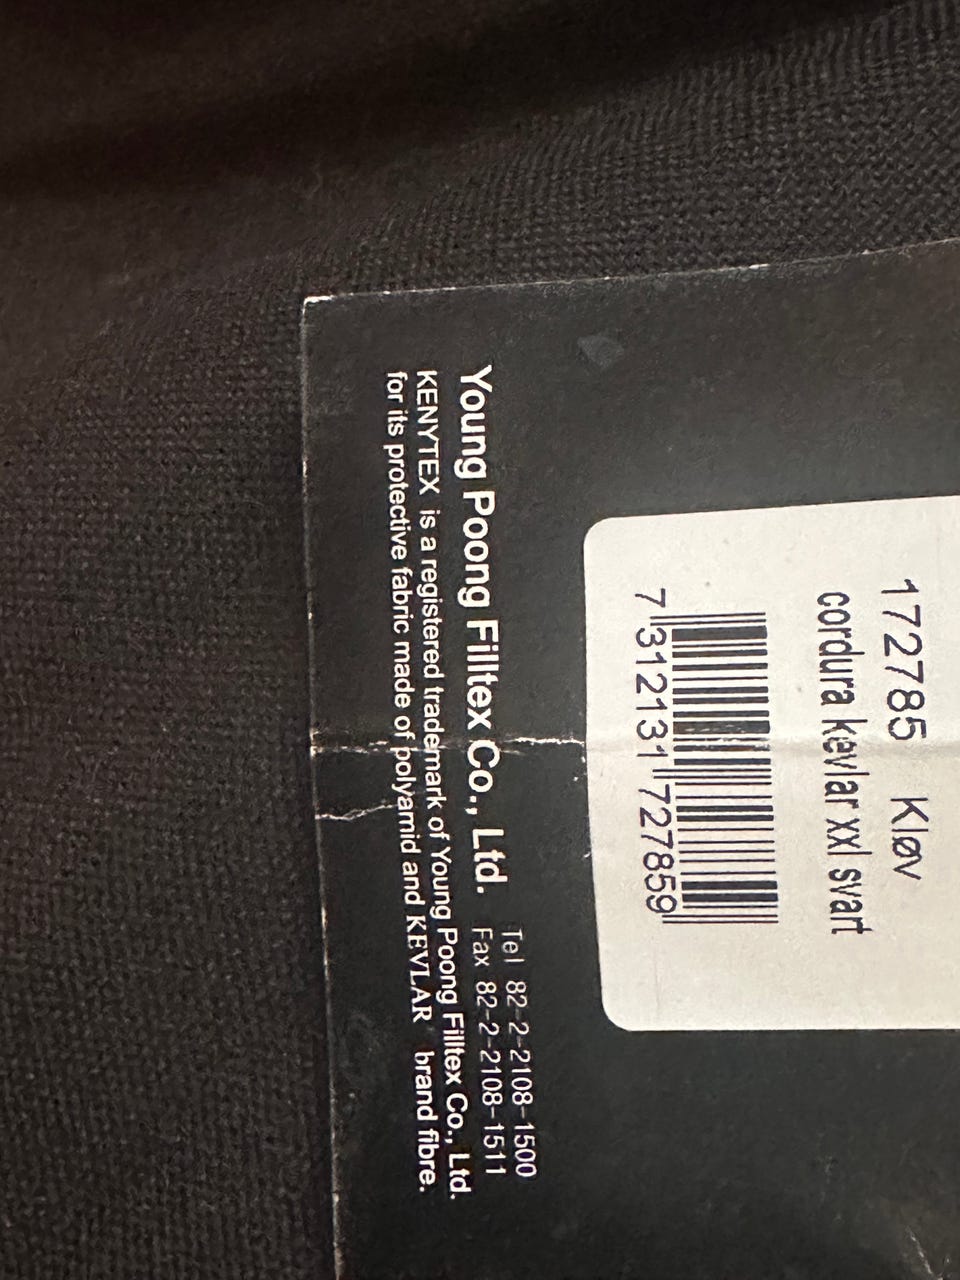 172785 Kløv
cordura kevlar xxl svart
7 312131 727859
Tel 82-2-2108-1500
Young Poong Filltex Co., Ltd. Fax 82-2-2108-1511
KENYTEX is a registered trademark of Young Poong Filltex Co., Ltd.
for its protective fabric made of polyamid and KEVLAR brand fibre.